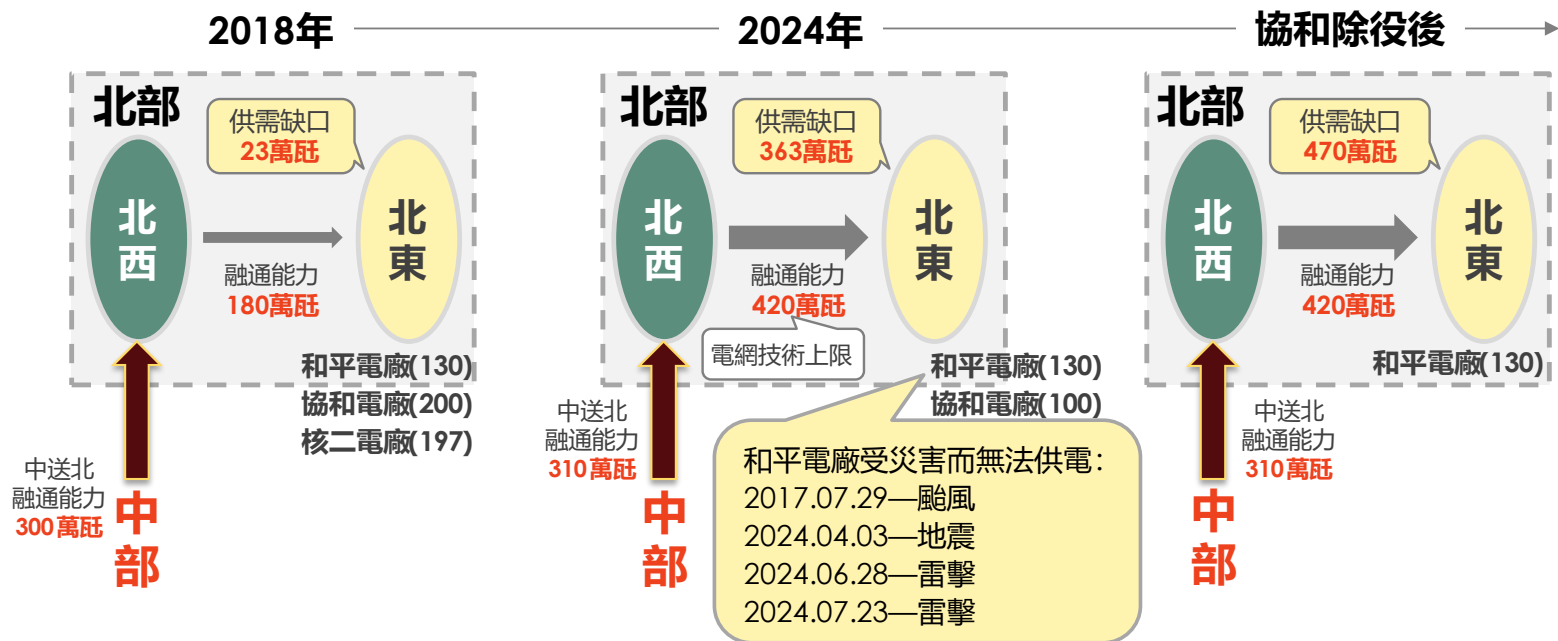 2018年
2024年
協和除役後
北部
供需缺口
23萬瓩
北
西
北
東
融通能力
180萬瓩
和平電廠(130)
協和電廠(200)
核二電廠(197)
中送北
融通能力
300萬瓩
中
部
北部
供需缺口
363萬瓩
北
西
北
東
融通能力
420萬瓩
電網技術上限
和平電廠(130)
協和電廠(100)
中送北
融通能力
310萬瓩
中
部
和平電廠受災害而無法供電：
2017.07.29—颱風
2024.04.03—地震
2024.06.28—雷擊
2024.07.23—雷擊
北部
供需缺口
470萬瓩
北
西
北
東
融通能力
420萬瓩
和平電廠(130)
中送北
融通能力
310萬瓩
中
部